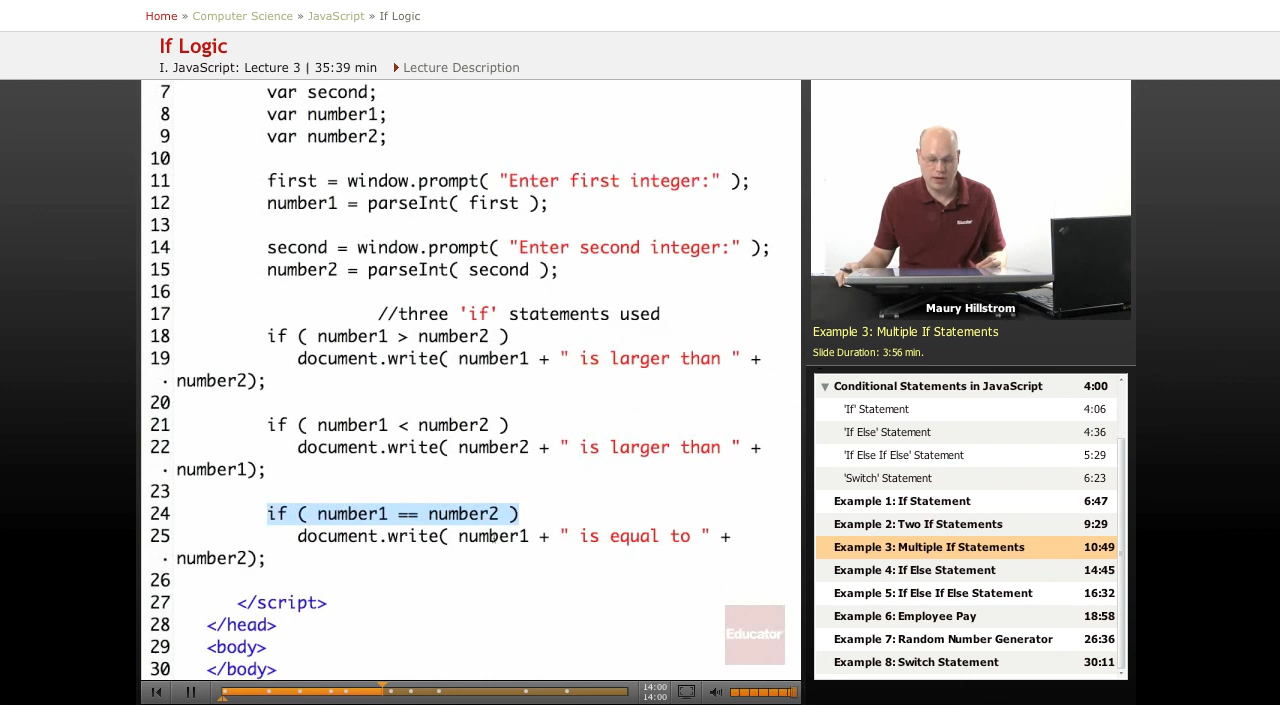 Home » Computer Science » JavaScript » If Logic
If Logic
I. JavaScript: Lecture 3 | 35:39 min Lecture Description
7 var second;
8 var number1;
9 var number2;
10
11 first = window.prompt( "Enter first integer:" );
12 number1 = parseInt( first );
13
14 second = window.prompt( "Enter second integer:" );
15 number2 = parseInt( second );
16
17 //three 'if' statements used
18 if ( number1 > number2 )
19 document.write( number1 + " is larger than " +
· number2);
20
21 if ( number1 < number2 )
22 document.write( number2 + " is larger than " +
· number1);
23
24 if ( number1 == number2 )
25 document.write( number1 + " is equal to " +
· number2);
26
27 </script>
28 </head>
29 <body>
30 </body>
Educator
14:00
14:00
Educator
Maury Hillstrom
Example 3: Multiple If Statements
Slide Duration: 3:56 min.
Conditional Statements in JavaScript 4:00
'If' Statement 4:06
'If Else' Statement 4:36
'If Else If Else' Statement 5:29
'Switch' Statement 6:23
Example 1: If Statement 6:47
Example 2: Two If Statements 9:29
Example 3: Multiple If Statements 10:49
Example 4: If Else Statement 14:45
Example 5: If Else If Else Statement 16:32
Example 6: Employee Pay 18:58
Example 7: Random Number Generator 26:36
Example 8: Switch Statement 30:11